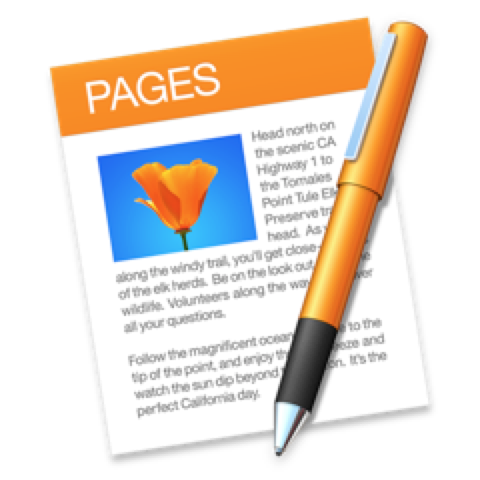 PAGES
Head north on
the scenic CA
Highway 1 to
the Tomales
Point Tule Elk
Preserve
head. As
along the windy trail, you'll get close-
of the elk herds. Be on the look out
wildlife. Volunteers along the way
all your questions.
Follow the magnificent ocean to the
tip of the point, and enjoy and
watch the sun dip beyond It's the
perfect California day.